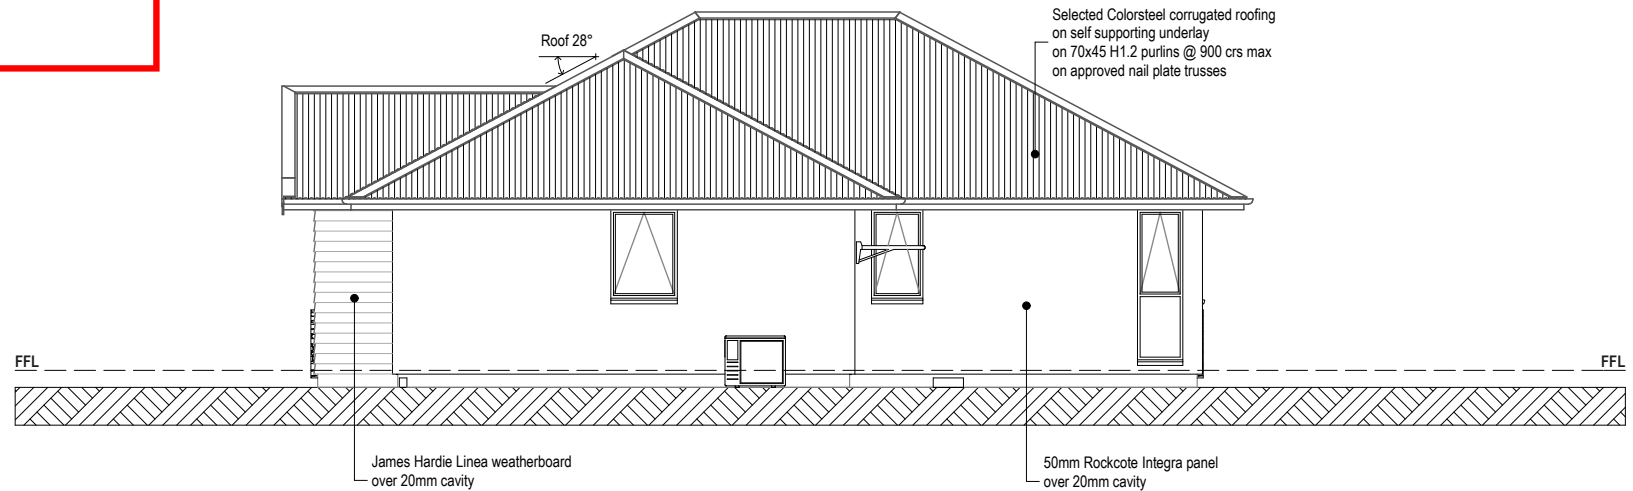 Selected Colorsteel corrugated roofing
on self supporting underlay
on 70x45 H1.2 purlins @ 900 crs max
on approved nail plate trusses
Roof 28°
FFL
FFL
James Hardie Linea weatherboard
over 20mm cavity
50mm Rockcote Integra panel
over 20mm cavity